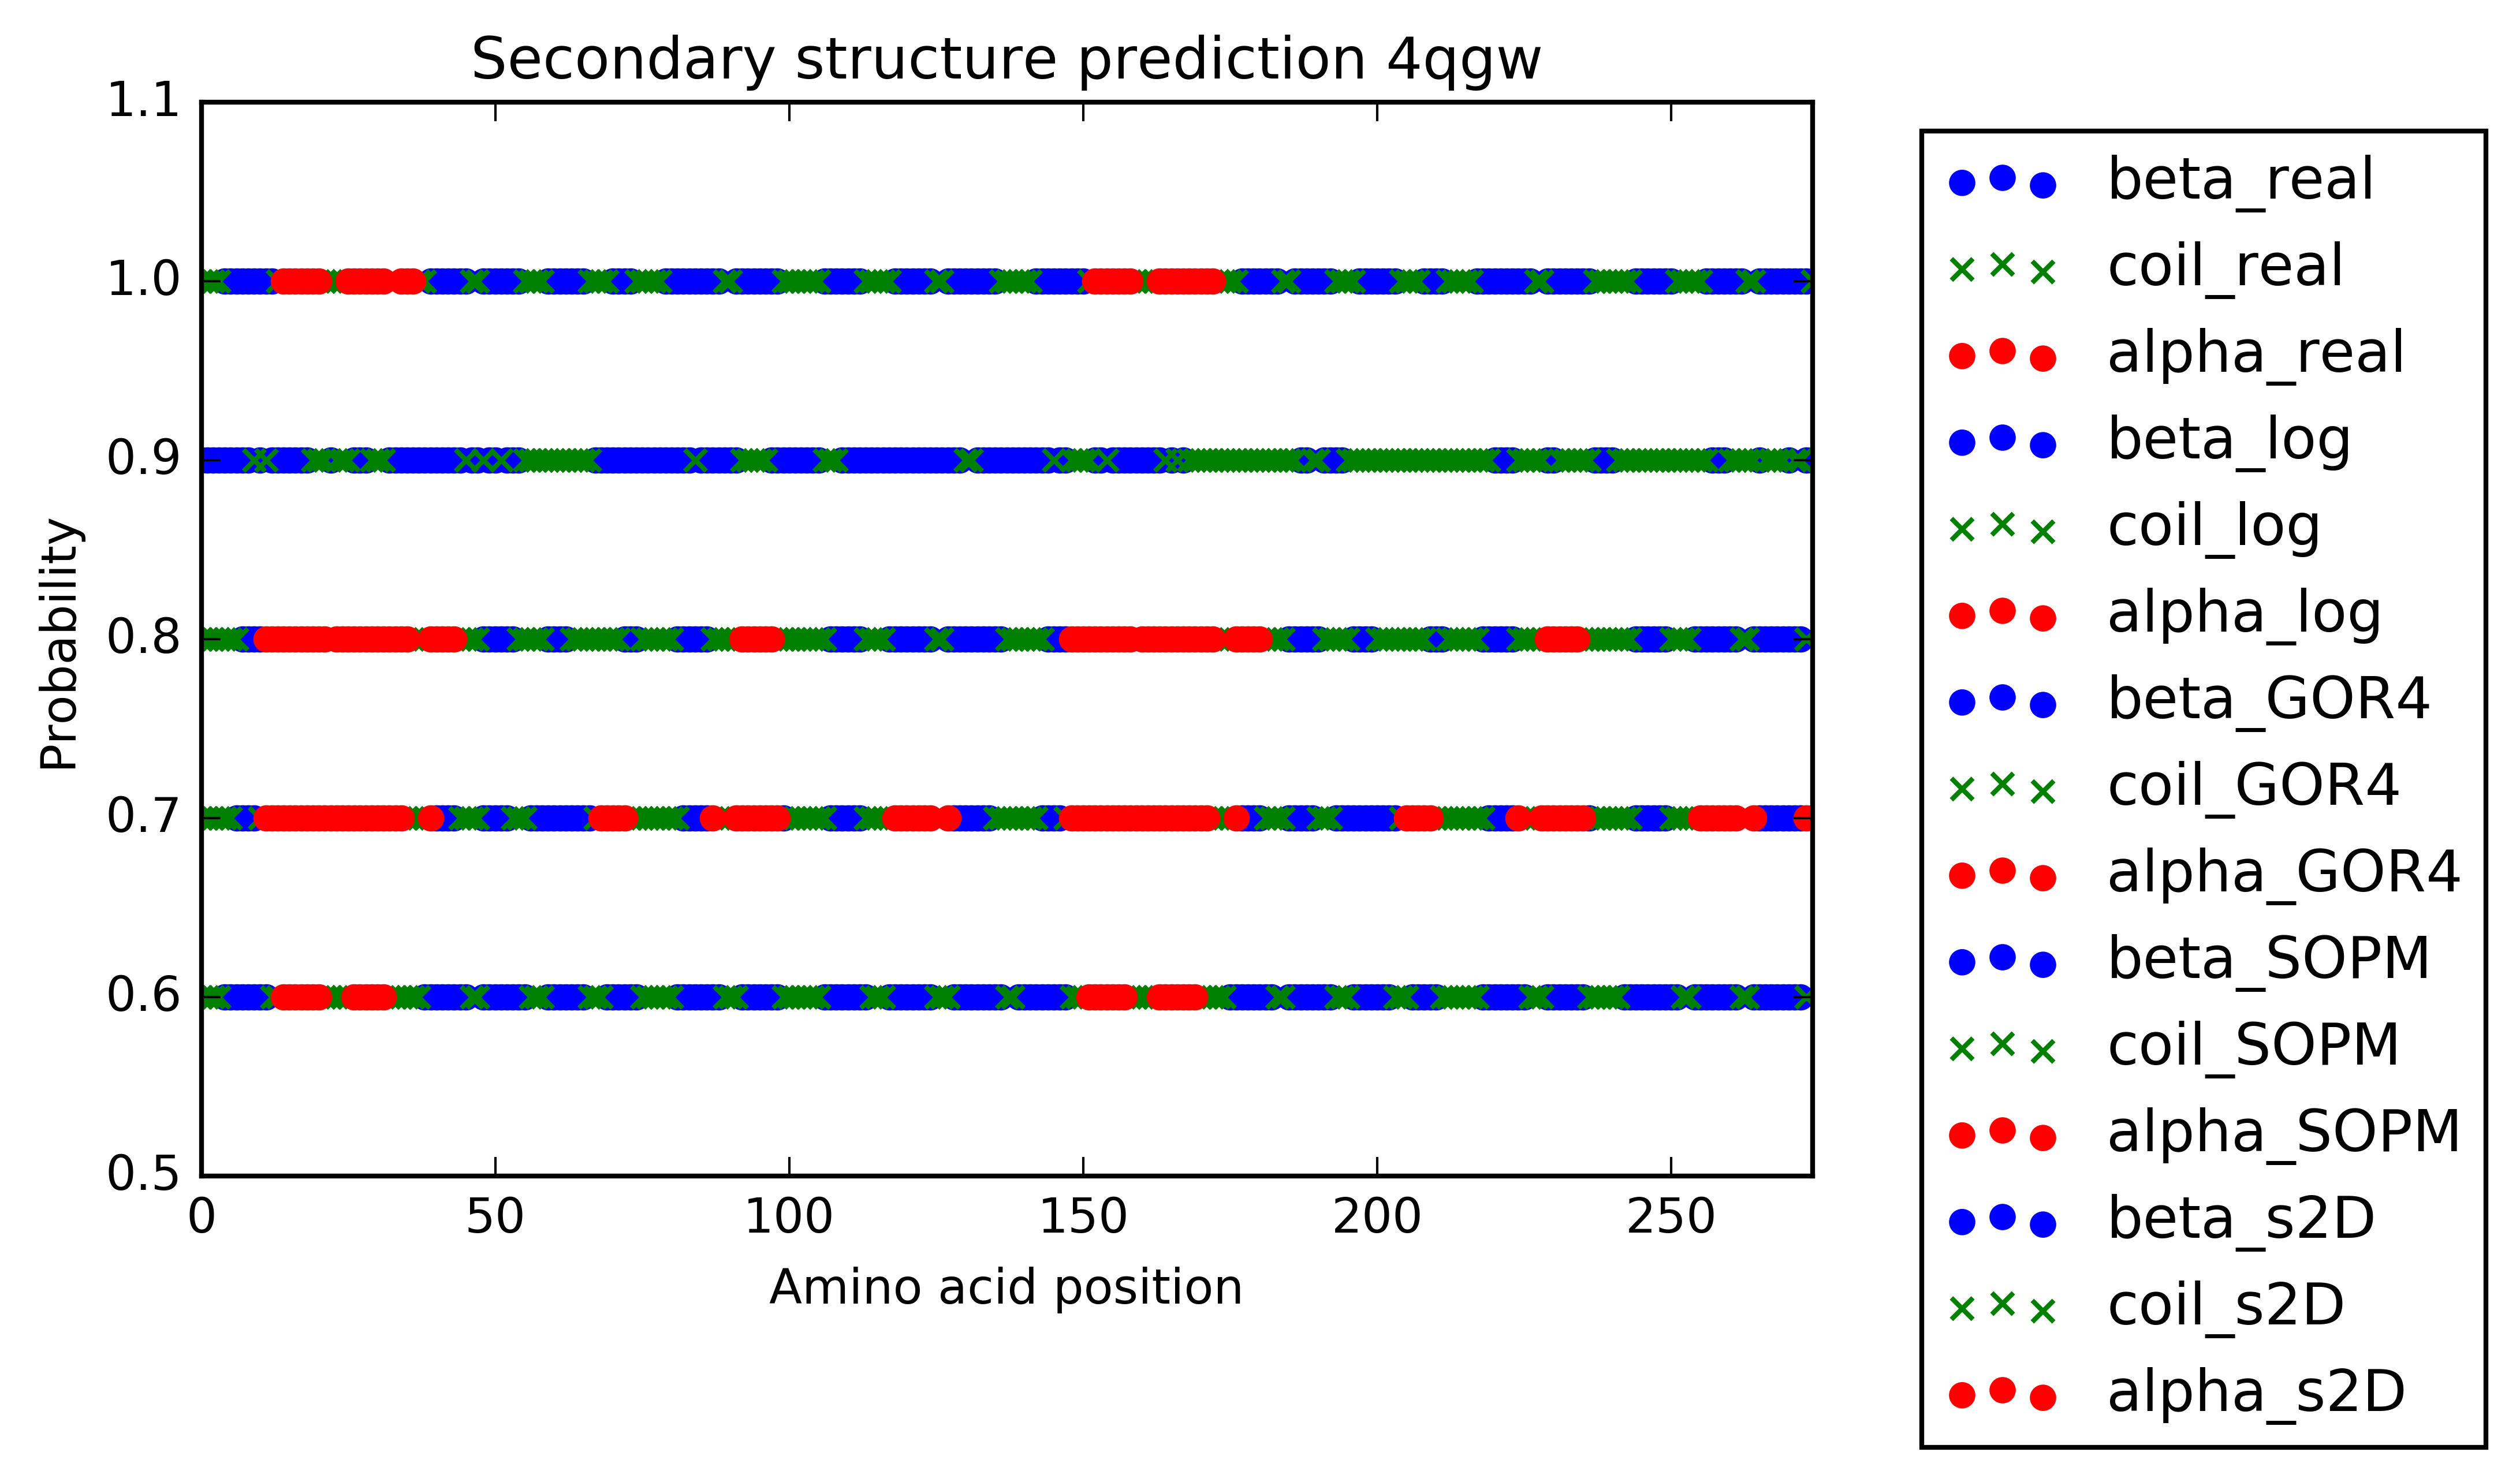 Secondary structure prediction 4qgw
1.1
1.0
0.9
0.8
0.7
0.6
0.5
Probability
0
50
100
150
200
250
Amino acid position
beta_real
coil_real
alpha_real
beta_log
coil_log
alpha_log
beta_GOR4
coil_GOR4
alpha_GOR4
beta_SOPM
coil_SOPM
alpha_SOPM
beta_s2D
coil_s2D
alpha_s2D